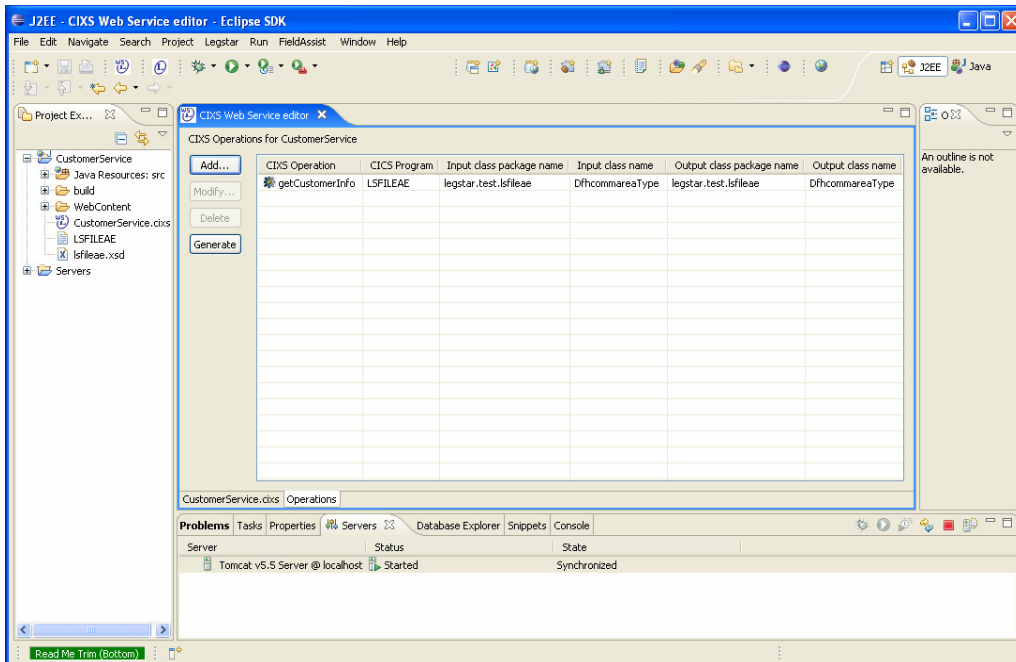 J2EE - CIXS Web Service editor - Eclipse SDK
File Edit Navigate Search Project Legstar Run FieldAssist Window Help
J2EE Java
Project Ex...
CustomerService
Java Resources: src
build
WebContent
CustomerService.cixs
LSFILEAE
lsfileae.xsd
Servers
CIXS Web Service editor
CIXS Operations for CustomerService
Add...
Modify...
Delete
Generate
CIXS Operation CICS Program Input class package name Input class name Output class package name Output class name
getCustomerInfo LSFILEAE legstar.test.lsfileae DfhcommareaType legstar.test.lsfileae DfhcommareaType
CustomerService.cixs Operations
O
An outline is not
available.
Problems Tasks Properties Servers Database Explorer Snippets Console
Server Status State
Tomcat v5.5 Server @ localhost Started Synchronized
Read Me Trim (Bottom)